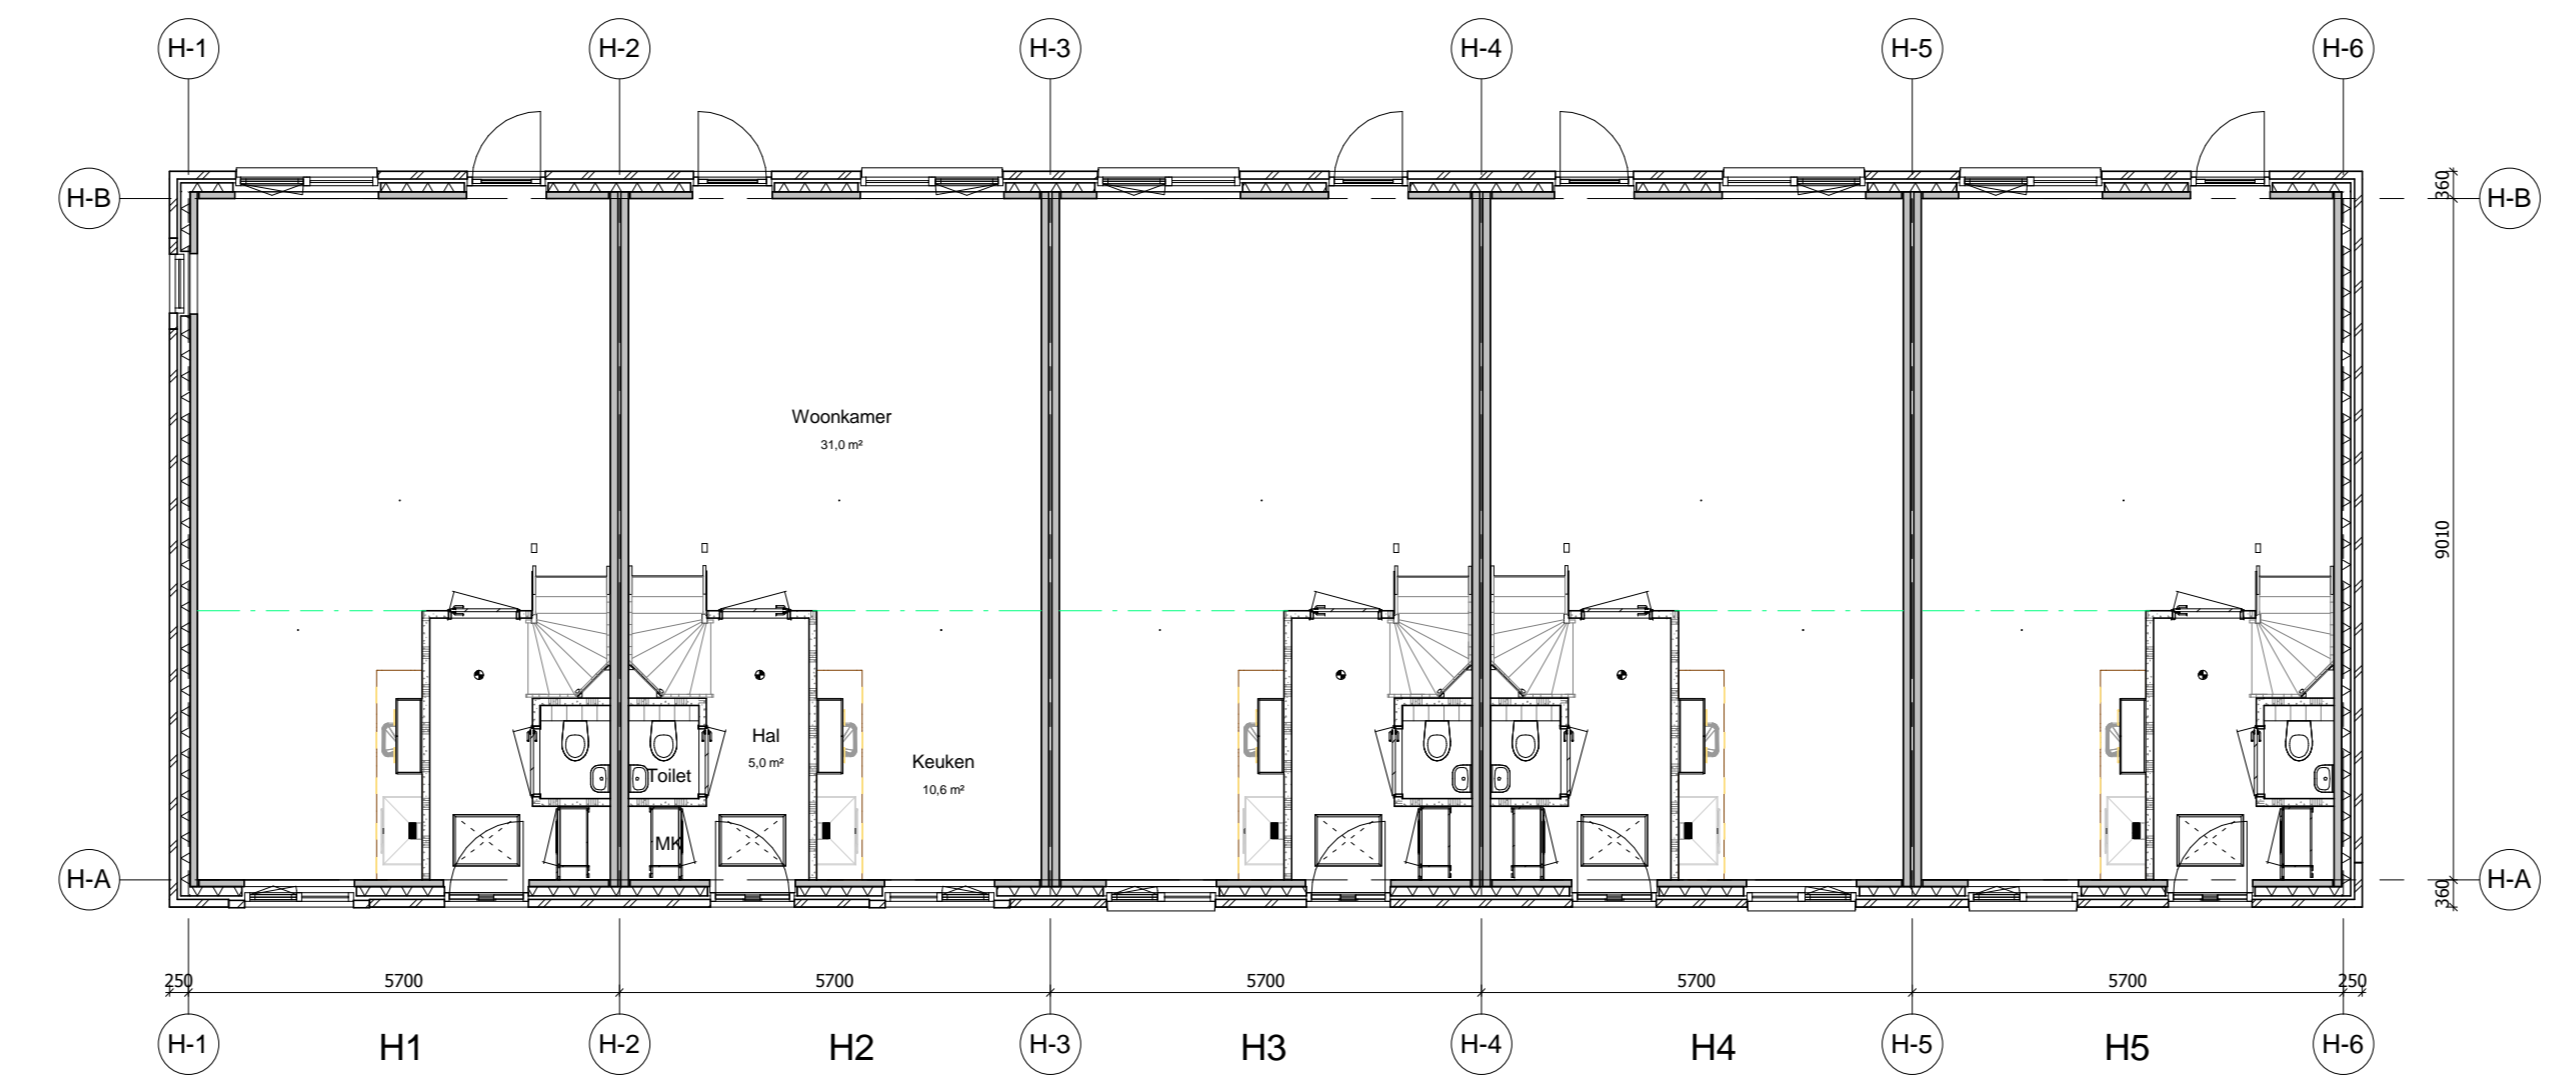 H-1 H-2 H-3 H-4 H-5 H-6
H-B H-B
360
Woonkamer
31,0 m²
9010
Hal
5,0 m²
Keuken
10,6 m²
Toilet
MK
H-A H-A
360
250 5700 5700 5700 5700 5700 250
H-1 H-2 H-3 H-4 H-5 H-6
H1 H2 H3 H4 H5